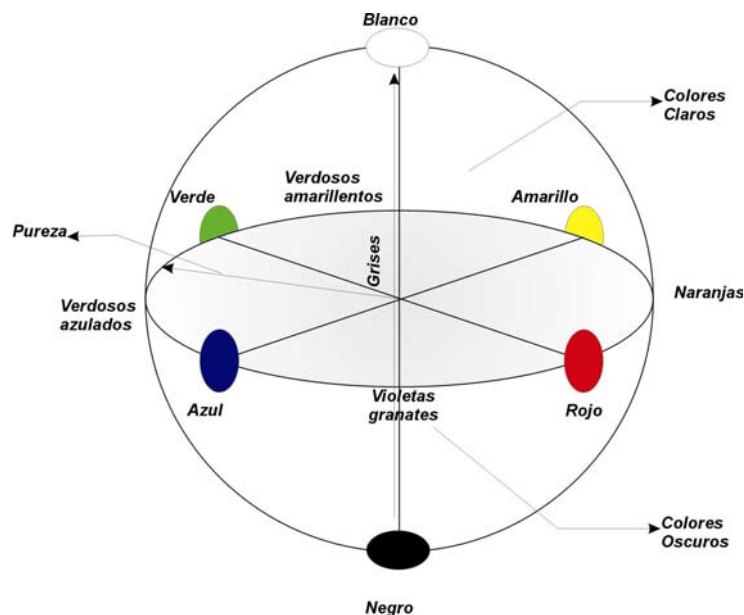 Blanco
Colores
Claros
Verdosos
amarillentos
Verde
Amarillo
Pureza
Grises
Naranjas
Verdosos
azulados
Violetas
granates
Azul
Rojo
Colores
Oscuros
Negro